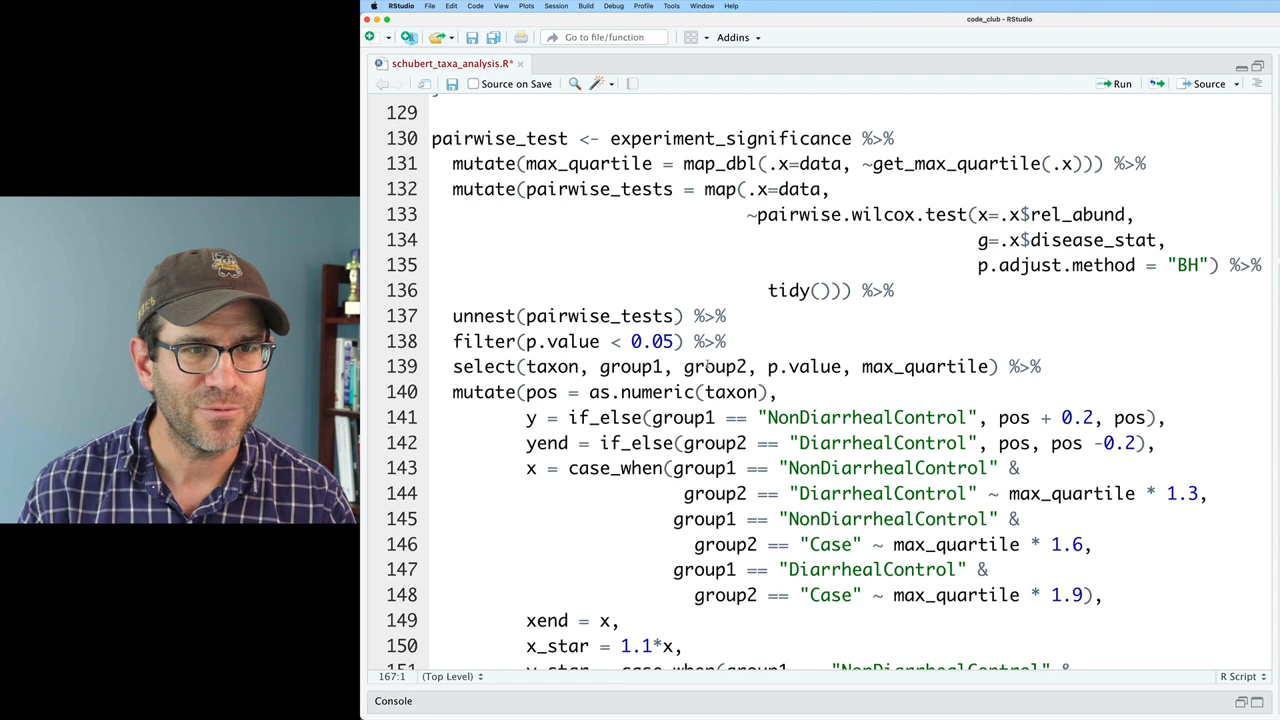 RStudio File Edit Code View Plots Session Build Debug Profile Tools Window Help
code_club - RStudio
Go to file/function Addins
schubert_taxa_analysis.R*
Source on Save Run Source
129
130 pairwise_test <- experiment_significance %>%
131 mutate(max_quartile = map_dbl(.x=data, ~get_max_quartile(.x))) %>%
132 mutate(pairwise_tests = map(.x=data,
133 ~pairwise.wilcox.test(x=.x$rel_abund,
134 g=.x$disease_stat,
135 p.adjust.method = "BH") %>%
136 tidy())) %>%
137 unnest(pairwise_tests) %>%
138 filter(p.value < 0.05) %>%
139 select(taxon, group1, group2, p.value, max_quartile) %>%
140 mutate(pos = as.numeric(taxon),
141 y = if_else(group1 == "NonDiarrhealControl", pos + 0.2, pos),
142 yend = if_else(group2 == "DiarrhealControl", pos, pos -0.2),
143 x = case_when(group1 == "NonDiarrhealControl" &
144 group2 == "DiarrhealControl" ~ max_quartile * 1.3,
145 group1 == "NonDiarrhealControl" &
146 group2 == "Case" ~ max_quartile * 1.6,
147 group1 == "DiarrhealControl" &
148 group2 == "Case" ~ max_quartile * 1.9),
149 xend = x,
150 x_star = 1.1*x,
167:1 (Top Level) R Script
Console